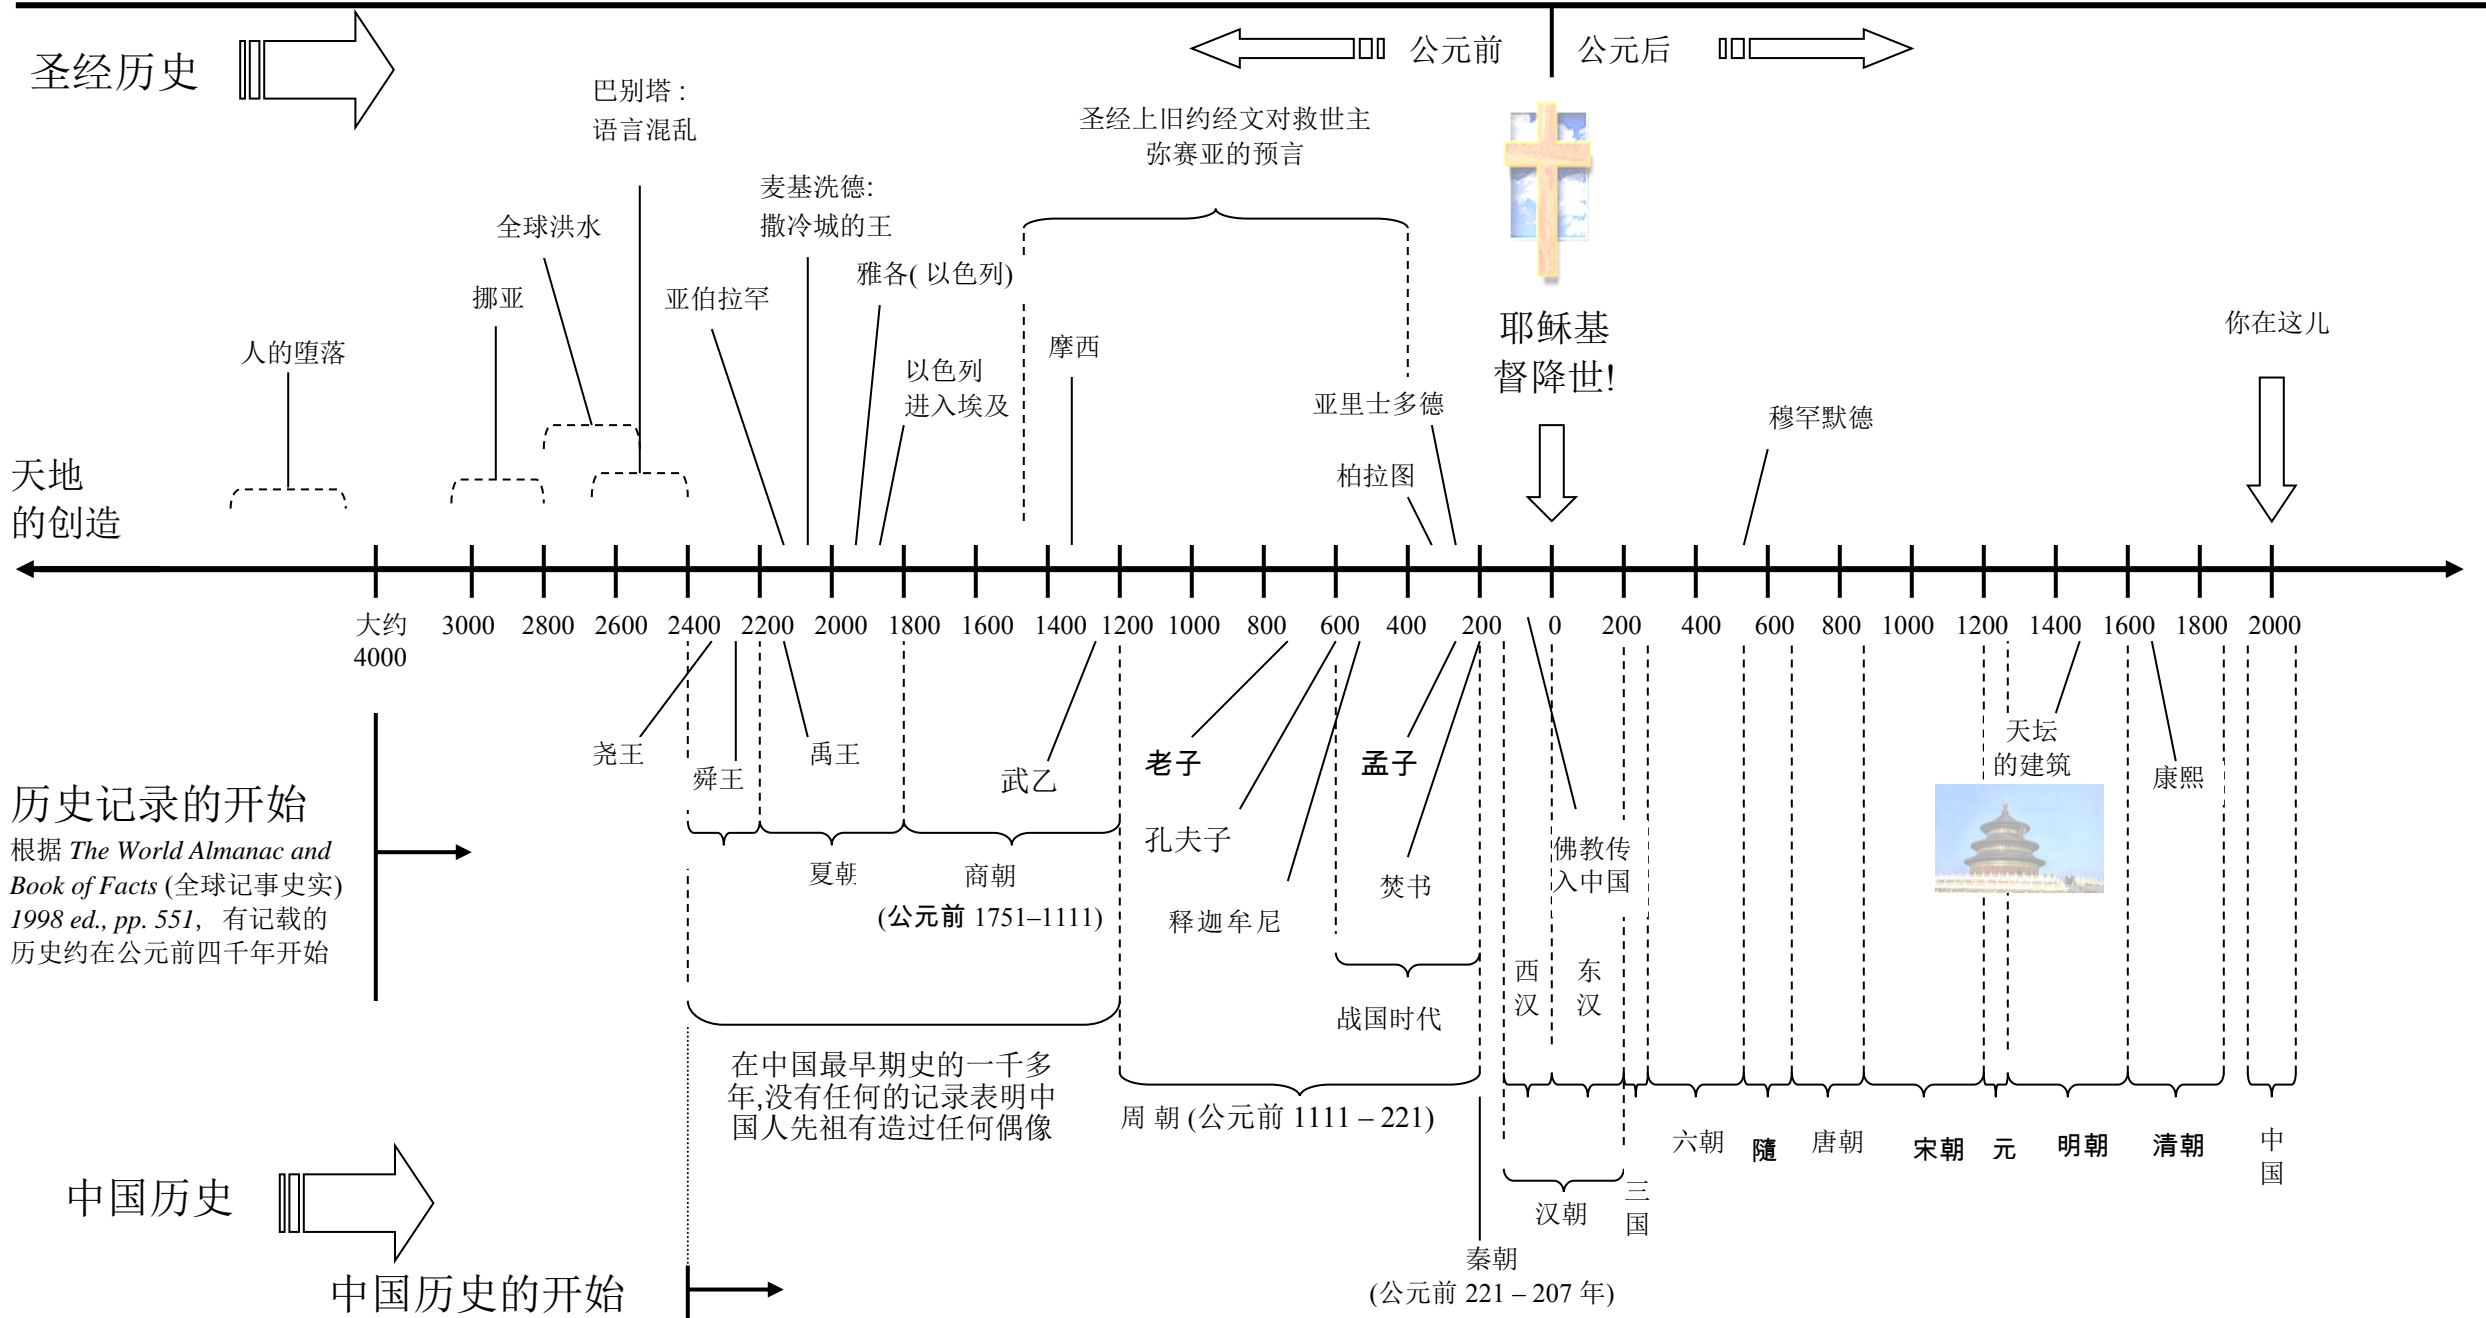 圣经历史
公元前
公元后
巴别塔 :
语言混乱
圣经上旧约经文对救世主
弥赛亚的预言
麦基洗德:
撒冷城的王
全球洪水
雅各( 以色列)
挪亚
亚伯拉罕
人的堕落
以色列
进入埃及
摩西
耶稣基
督降世!
你在这儿
亚里士多德
穆罕默德
柏拉图
天地
的创造
大约
4000
3000 2800 2600 2400 2200 2000 1800 1600 1400 1200 1000 800 600 400 200 0 200 400 600 800 1000 1200 1400 1600 1800 2000
尧王
舜王
禹王
武乙
老子
孟子
天坛
的建筑
康熙
历史记录的开始
根据 The World Almanac and
Book of Facts (全球记事史实)
1998 ed., pp. 551, 有记载的
历史约在公元前四千年开始
孔夫子
佛教传
入中国
夏朝
商朝
(公元前 1751–1111)
焚书
释迦牟尼
西
汉
东
汉
战国时代
在中国最早期史的一千多
年,没有任何的记录表明中
国人先祖有造过任何偶像
周 朝 (公元前 1111 – 221)
六朝
隨
唐朝
宋朝
元
明朝
清朝
中
国
中国历史
汉朝
三
国
秦朝
(公元前 221 – 207 年)
中国历史的开始